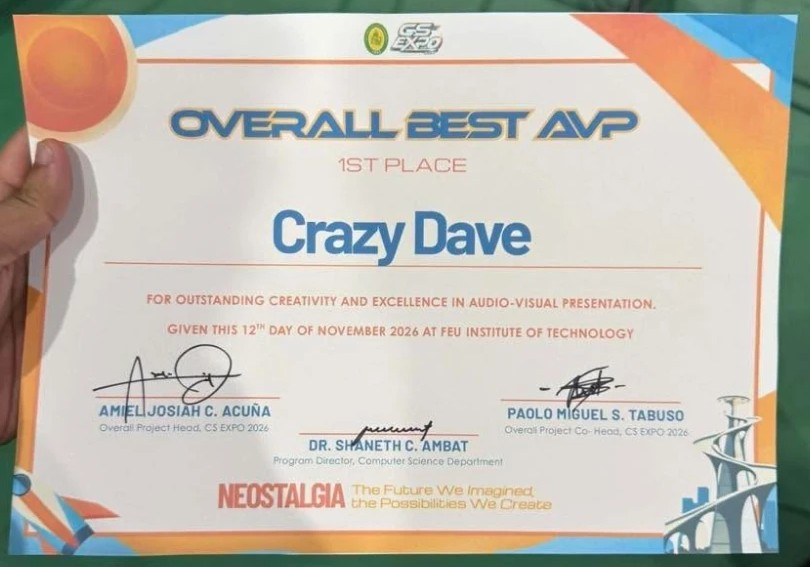 CS
EXPO
OVERALL BEST AVP
1ST PLACE
Crazy Dave
FOR OUTSTANDING CREATIVITY AND EXCELLENCE IN AUDIO-VISUAL PRESENTATION.
GIVEN THIS 12TH DAY OF NOVEMBER 2026 AT FEU INSTITUTE OF TECHNOLOGY
AMIEL JOSIAH C. ACUÑA
Overall Project Head, CS EXPO 2026
PAOLO MIGUEL S. TABUSO
Overall Project Co- Head, CS EXPO 2026
DR. SHANETH C. AMBAT
Program Director, Computer Science Department
NEOSTALGIA The Future We Imagined,
the Possibilities We Create